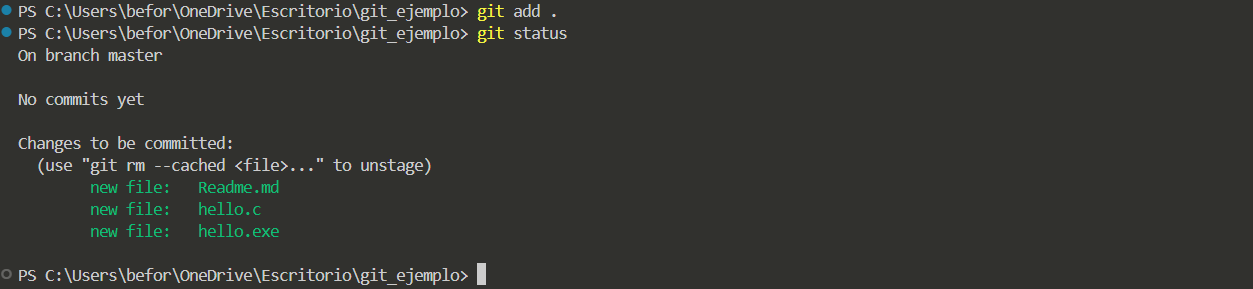 PS C:\Users\befor\OneDrive\Escritorio\git_ejemplo> git add .
PS C:\Users\befor\OneDrive\Escritorio\git_ejemplo> git status
On branch master
No commits yet
Changes to be committed:
(use "git rm --cached <file>..." to unstage)
new file: Readme.md
new file: hello.c
new file: hello.exe
PS C:\Users\befor\OneDrive\Escritorio\git_ejemplo>